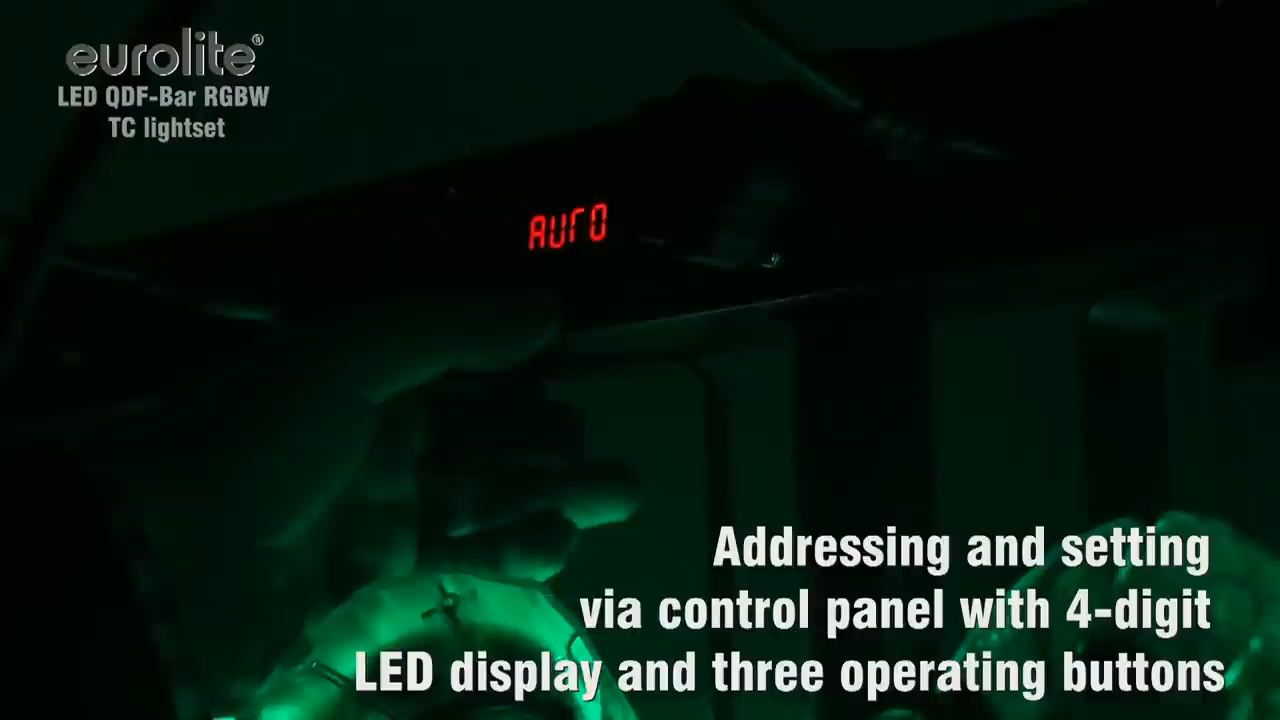 eurolite®
LED QDF-Bar RGBW
TC lightset
AUTO
Addressing and setting
via control panel with 4-digit
LED display and three operating buttons